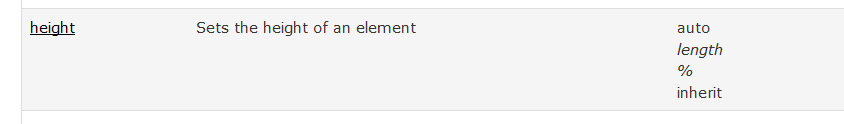 height Sets the height of an element auto
length
%
inherit